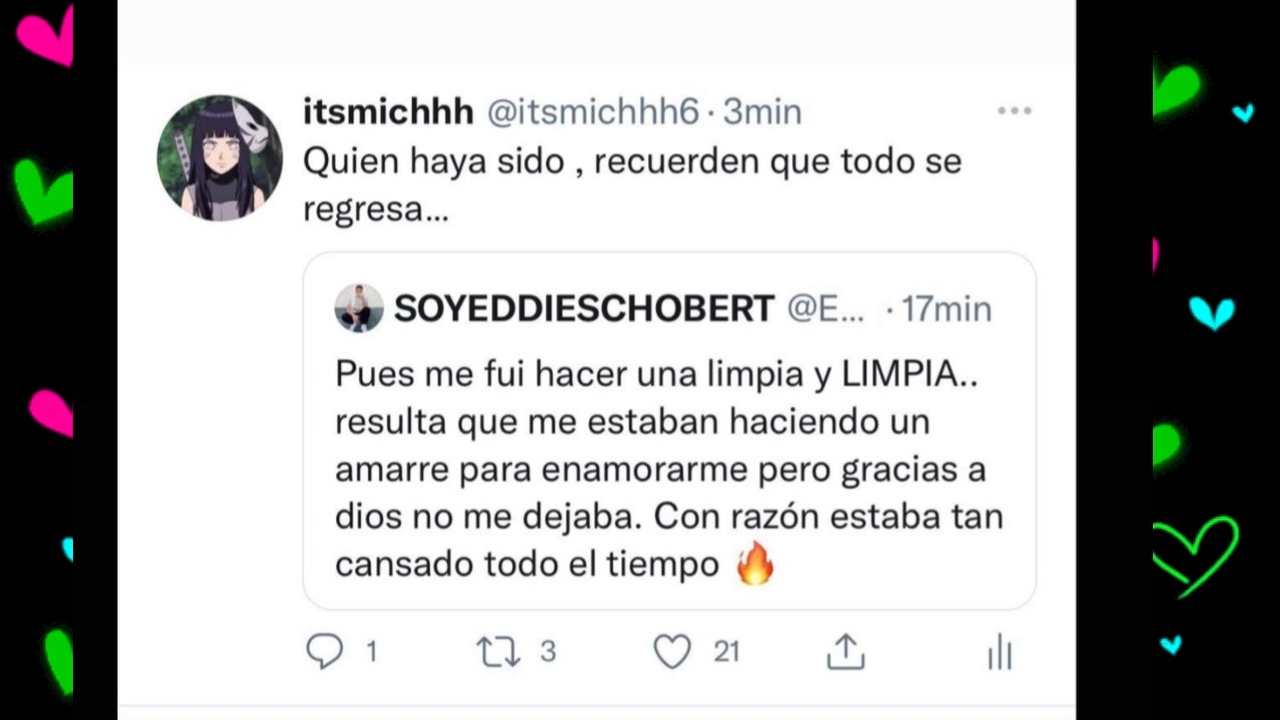 itsmichhh @itsmichhh6 · 3min
Quien haya sido , recuerden que todo se
regresa...
SOYEDDIESCHOBERT @E... · 17min
Pues me fui hacer una limpia y LIMPIA..
resulta que me estaban haciendo un
amarre para enamorarme pero gracias a
dios no me dejaba. Con razón estaba tan
cansado todo el tiempo 🔥
1 3 21